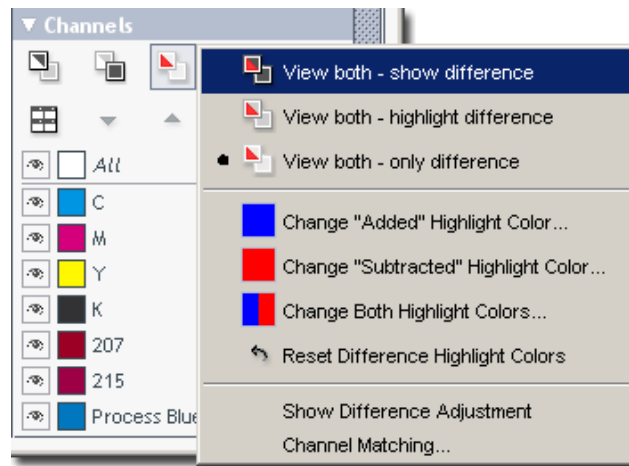 Channels
View both - show difference
View both - highlight difference
View both - only difference
All
C
M
Y
K
207
215
Process Blue
Change "Added" Highlight Color...
Change "Subtracted" Highlight Color...
Change Both Highlight Colors...
Reset Difference Highlight Colors
Show Difference Adjustment
Channel Matching...